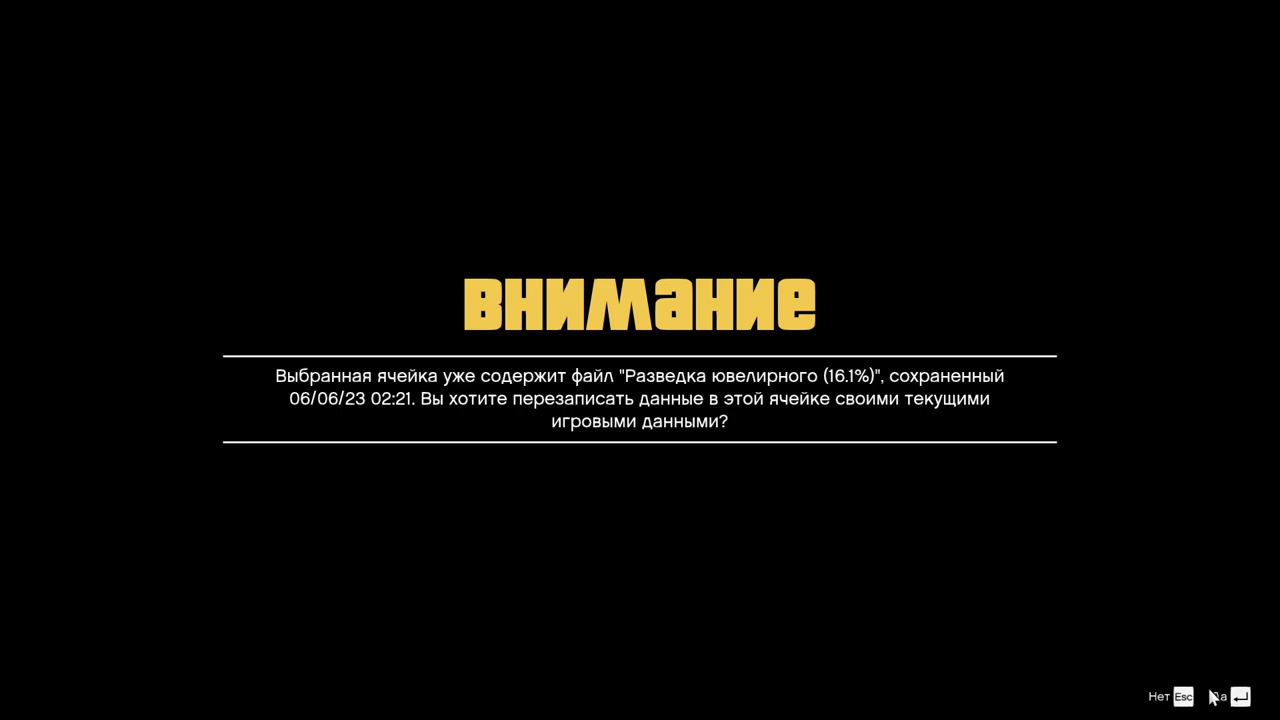 внимание
Выбранная ячейка уже содержит файл "Разведка ювелирного (16.1%)", сохраненный
06/06/23 02:21. Вы хотите перезаписать данные в этой ячейке своими текущими
игровыми данными?
Нет Esc